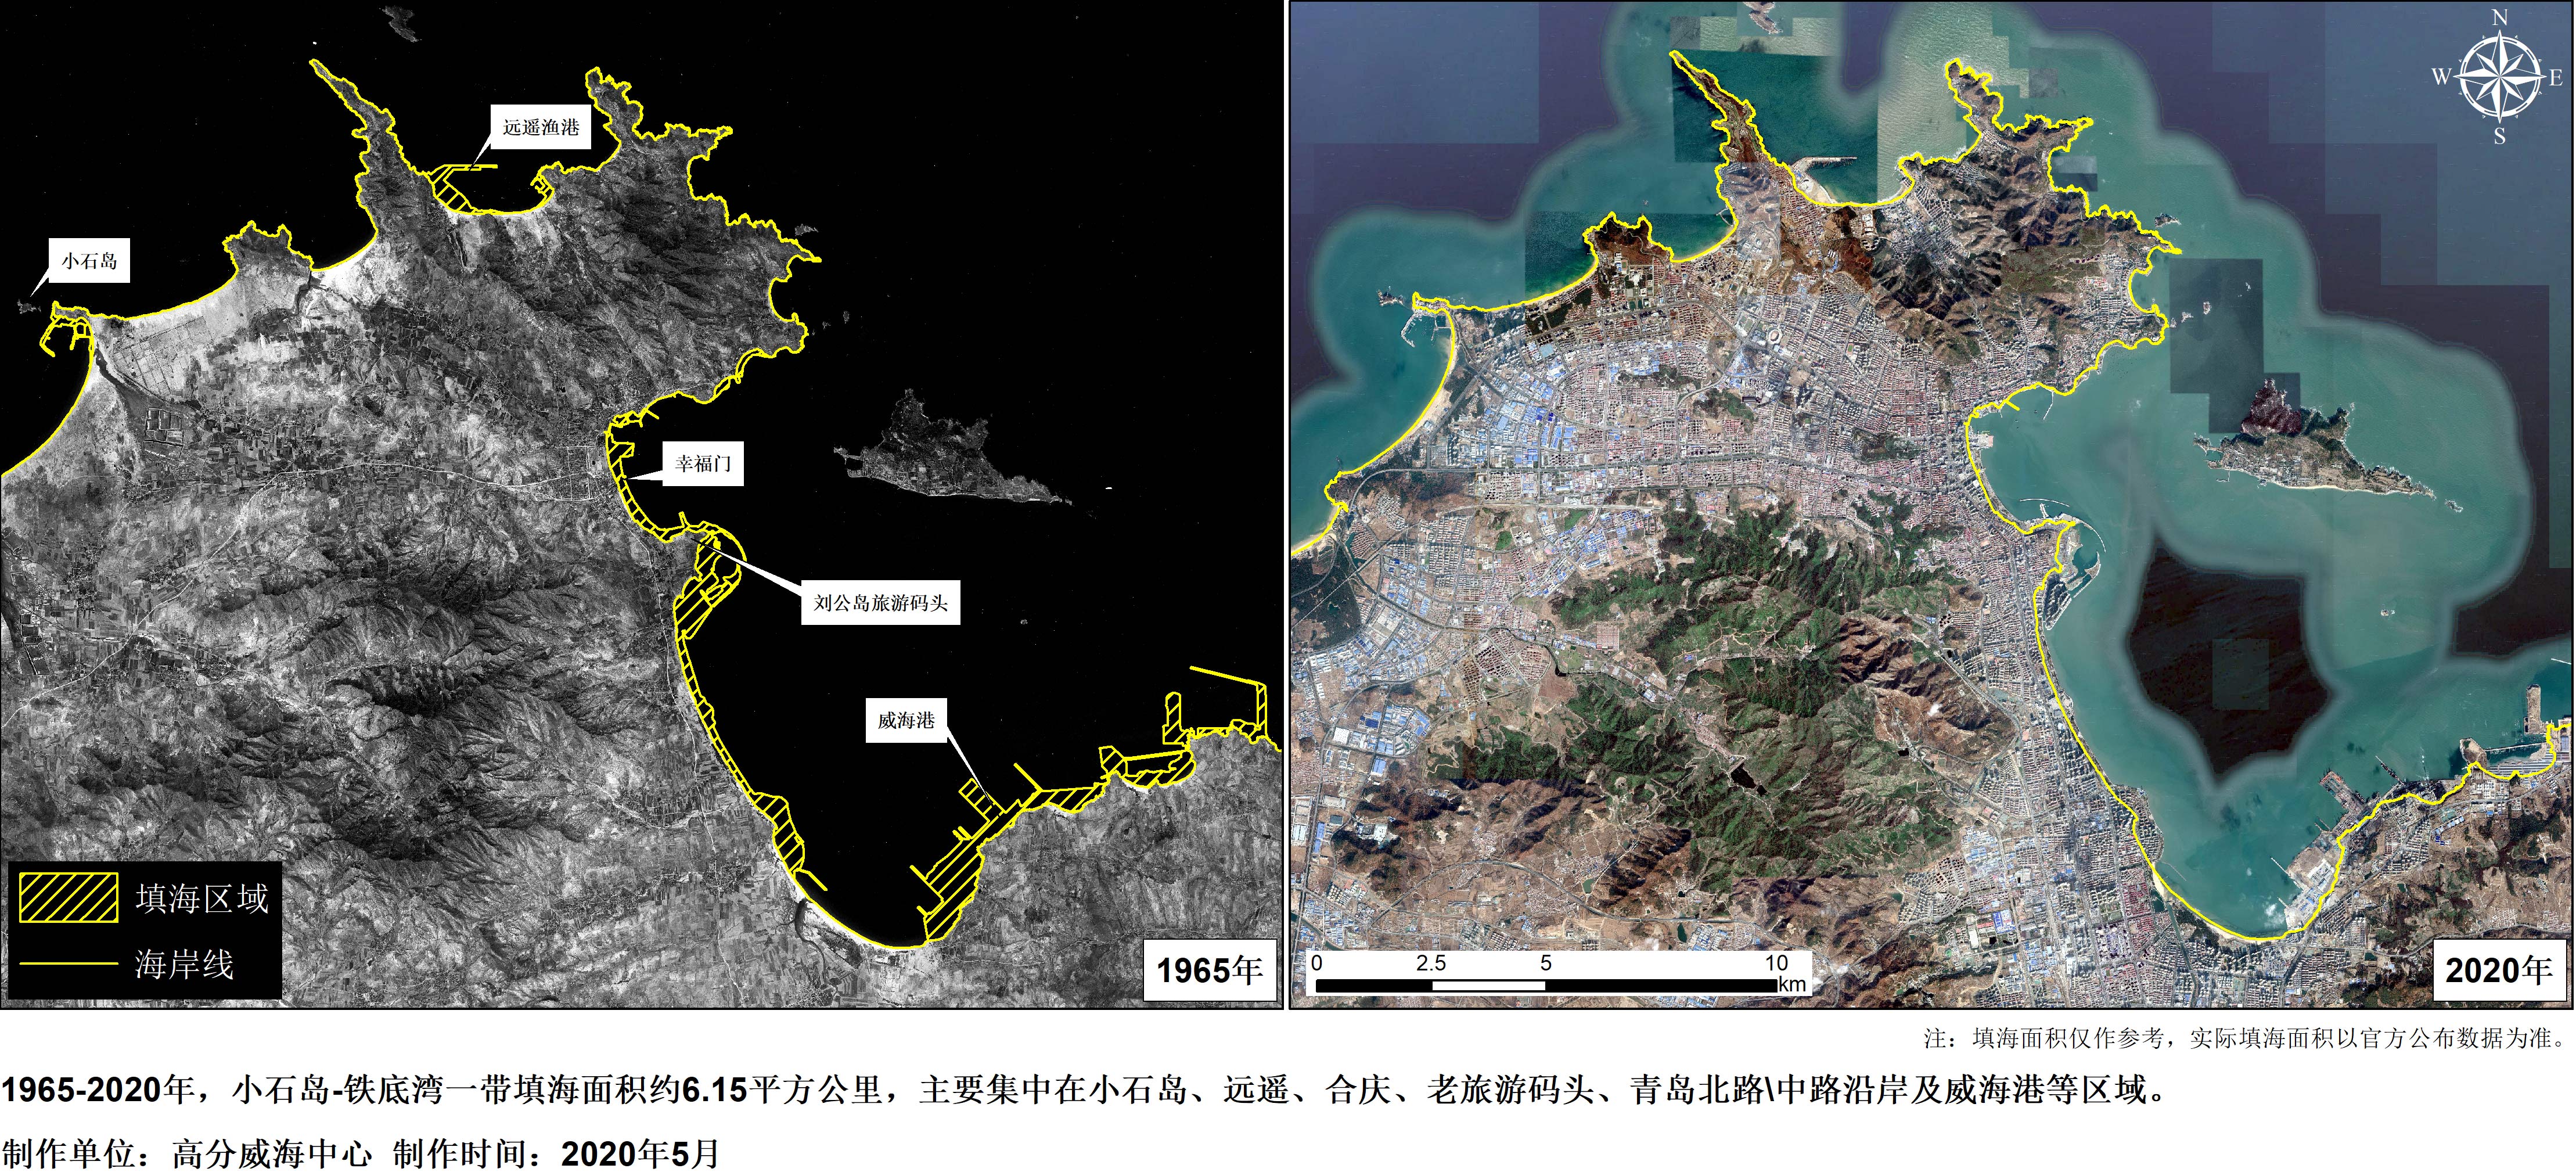 远遥渔港
小石岛
幸福门
刘公岛旅游码头
威海港
填海区域
海岸线
1965年
N
W E
S
0 2.5 5 10
km
2020年
注：填海面积仅作参考，实际填海面积以官方公布数据为准。
1965-2020年，小石岛-铁底湾一带填海面积约6.15平方公里，主要集中在小石岛、远遥、合庆、老旅游码头、青岛北路\中路沿岸及威海港等区域。
制作单位：高分威海中心 制作时间：2020年5月